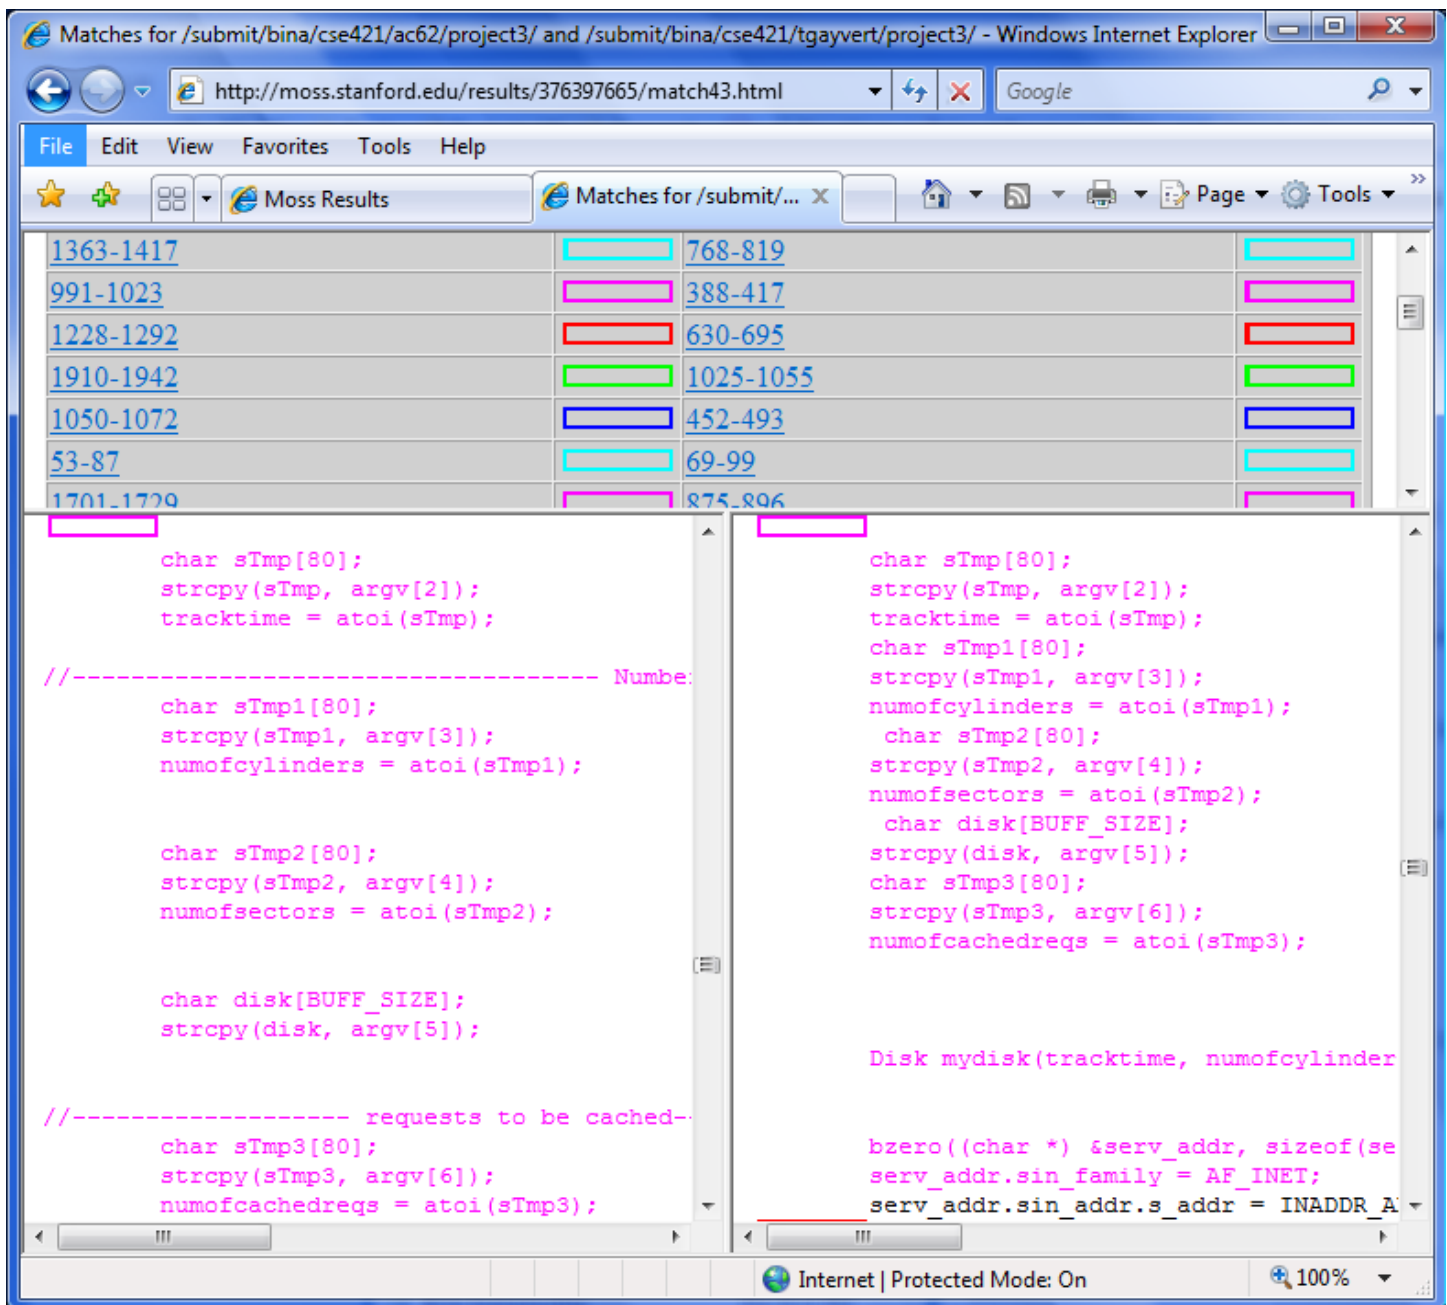 Matches for /submit/bina/cse421/ac62/project3/ and /submit/bina/cse421/tgayvert/project3/ - Windows Internet Explorer
http://moss.stanford.edu/results/376397665/match43.html Google
File Edit View Favorites Tools Help
Moss Results Matches for /submit/... Page Tools
1363-1417 768-819
991-1023 388-417
1228-1292 630-695
1910-1942 1025-1055
1050-1072 452-493
53-87 69-99
1701-1729 875-896
char sTmp[80];
strcpy(sTmp, argv[2]);
tracktime = atoi(sTmp);
//------------------------------------ Number
char sTmp1[80];
strcpy(sTmp1, argv[3]);
numofcylinders = atoi(sTmp1);
char sTmp2[80];
strcpy(sTmp2, argv[4]);
numofsectors = atoi(sTmp2);
char disk[BUFF_SIZE];
strcpy(disk, argv[5]);
//------------------- requests to be cached--
char sTmp3[80];
strcpy(sTmp3, argv[6]);
numofcachedreqs = atoi(sTmp3);
char sTmp[80];
strcpy(sTmp, argv[2]);
tracktime = atoi(sTmp);
char sTmp1[80];
strcpy(sTmp1, argv[3]);
numofcylinders = atoi(sTmp1);
char sTmp2[80];
strcpy(sTmp2, argv[4]);
numofsectors = atoi(sTmp2);
char disk[BUFF_SIZE];
strcpy(disk, argv[5]);
char sTmp3[80];
strcpy(sTmp3, argv[6]);
numofcachedreqs = atoi(sTmp3);
Disk mydisk(tracktime, numofcylinder
bzero((char *) &serv_addr, sizeof(se
serv_addr.sin_family = AF_INET;
serv_addr.sin_addr.s_addr = INADDR_A
Internet | Protected Mode: On 100%